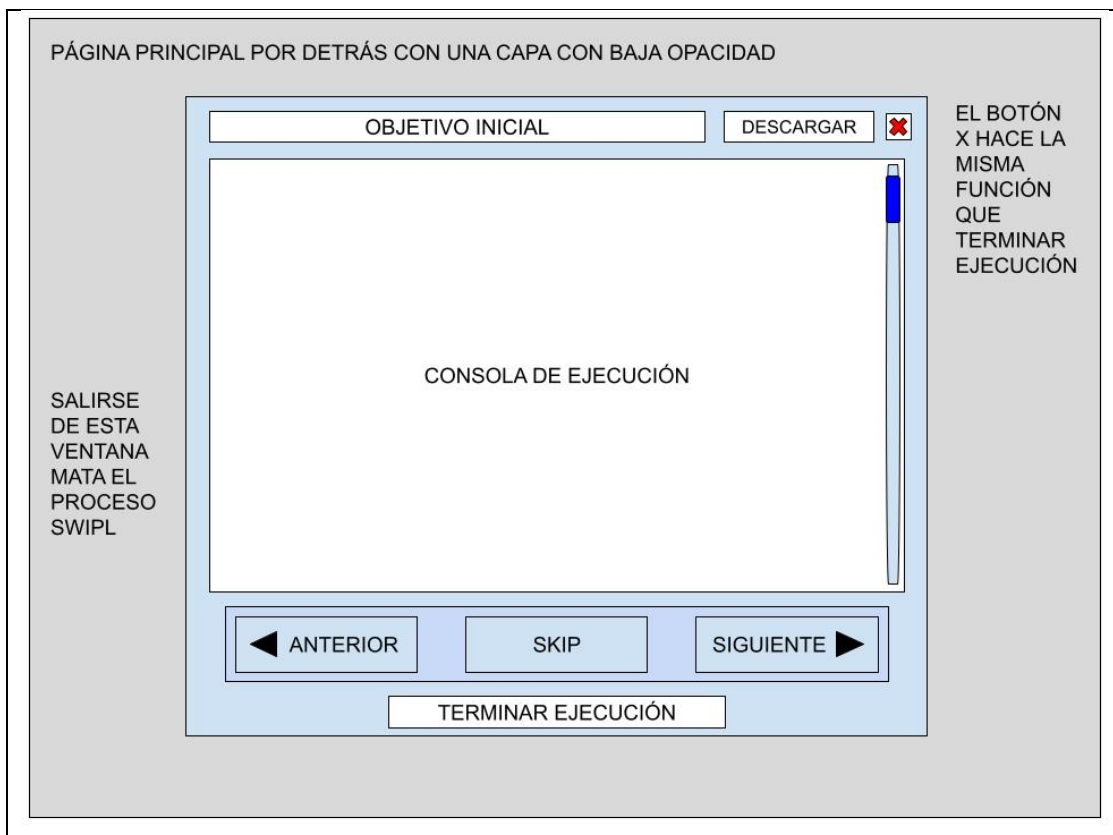 PÁGINA PRINCIPAL POR DETRÁS CON UNA CAPA CON BAJA OPACIDAD
OBJETIVO INICIAL
DESCARGAR
EL BOTÓN
X HACE LA
MISMA
FUNCIÓN
QUE
TERMINAR
EJECUCIÓN
CONSOLA DE EJECUCIÓN
SALIRSE
DE ESTA
VENTANA
MATA EL
PROCESO
SWIPL
ANTERIOR
SKIP
SIGUIENTE
TERMINAR EJECUCIÓN